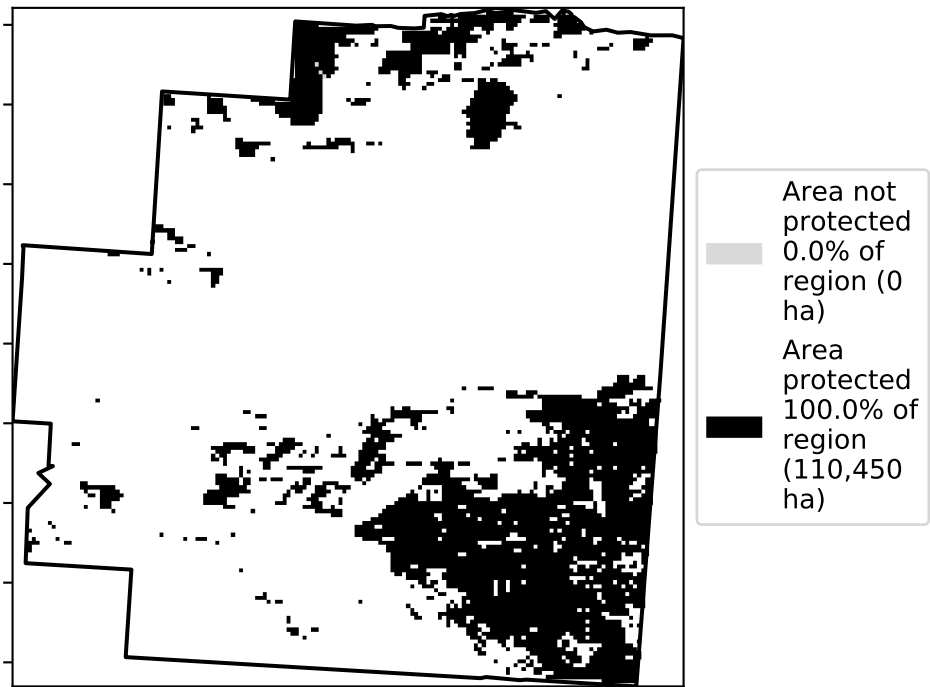 Area not
protected
0.0% of
region (0
ha)
Area
protected
100.0% of
region
(110,450
ha)